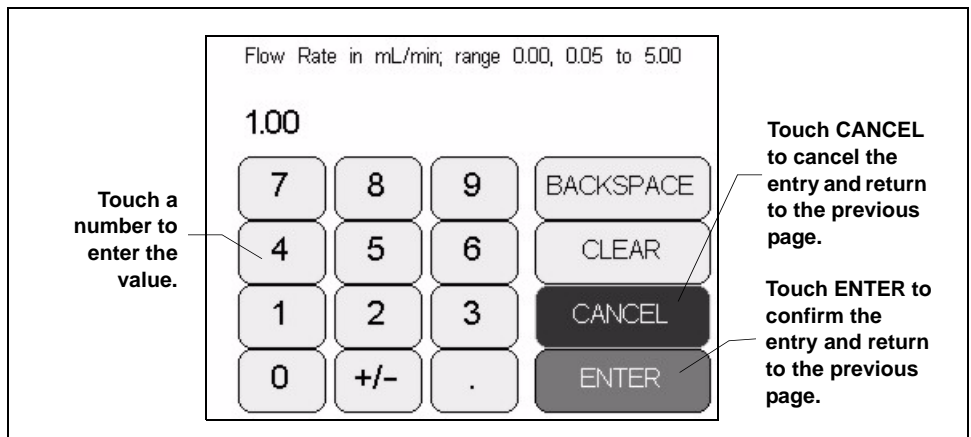 Flow Rate in mL/min; range 0.00, 0.05 to 5.00
1.00
7 8 9 BACKSPACE
4 5 6 CLEAR
1 2 3 CANCEL
0 +/− . ENTER
Touch a
number to
enter the
value.
Touch CANCEL
to cancel the
entry and return
to the previous
page.
Touch ENTER to
confirm the
entry and return
to the previous
page.